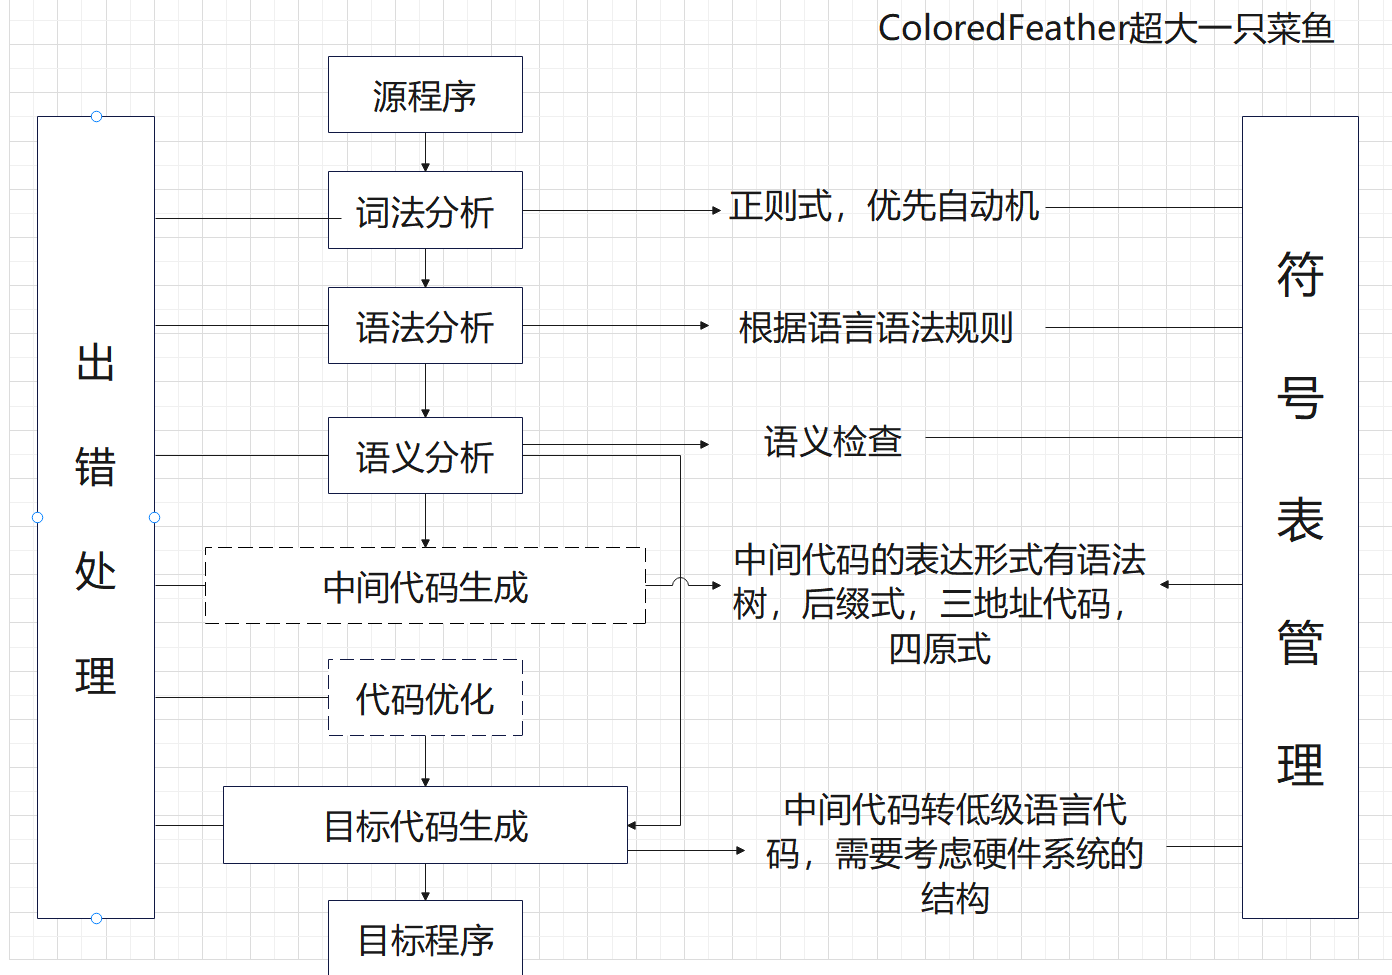 ColoredFeather超大一只菜鱼
源程序
词法分析
正则式，优先自动机
语法分析
根据语言语法规则
语义分析
语义检查
中间代码生成
中间代码的表达形式有语法
树，后缀式，三地址代码，
四原式
代码优化
目标代码生成
中间代码转低级语言代
码，需要考虑硬件系统的
结构
目标程序
出
错
处
理
符
号
表
管
理